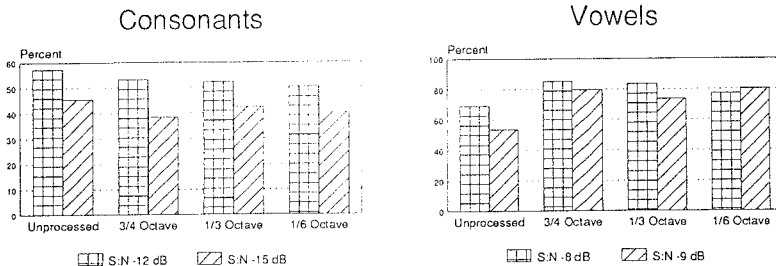 Consonants
Percent
60
50
40
30
20
10
0
Unprocessed 3/4 Octave 1/3 Octave 1/6 Octave
S:N -12 dB S:N -15 dB
Vowels
Percent
100
80
60
40
20
0
Unprocessed 3/4 Octave 1/3 Octave 1/6 Octave
S:N -8 dB S:N -9 dB